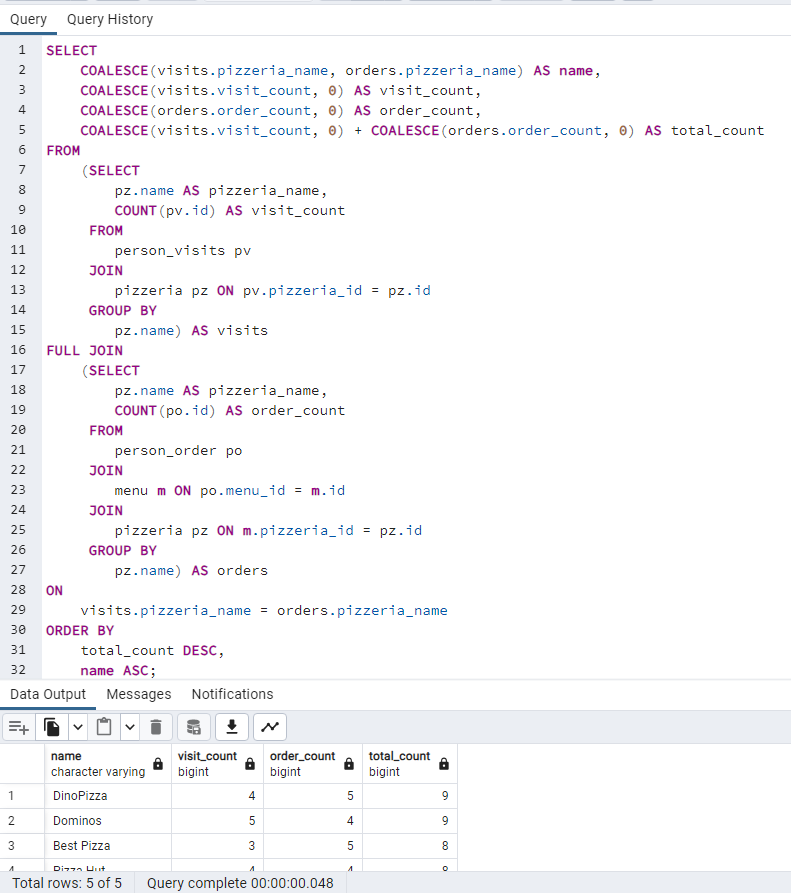 Query Query History
1 SELECT
2 COALESCE(visits.pizzeria_name, orders.pizzeria_name) AS name,
3 COALESCE(visits.visit_count, 0) AS visit_count,
4 COALESCE(orders.order_count, 0) AS order_count,
5 COALESCE(visits.visit_count, 0) + COALESCE(orders.order_count, 0) AS total_count
6 FROM
7 (SELECT
8 pz.name AS pizzeria_name,
9 COUNT(pv.id) AS visit_count
10 FROM
11 person_visits pv
12 JOIN
13 pizzeria pz ON pv.pizzeria_id = pz.id
14 GROUP BY
15 pz.name) AS visits
16 FULL JOIN
17 (SELECT
18 pz.name AS pizzeria_name,
19 COUNT(po.id) AS order_count
20 FROM
21 person_order po
22 JOIN
23 menu m ON po.menu_id = m.id
24 JOIN
25 pizzeria pz ON m.pizzeria_id = pz.id
26 GROUP BY
27 pz.name) AS orders
28 ON
29 visits.pizzeria_name = orders.pizzeria_name
30 ORDER BY
31 total_count DESC,
32 name ASC;
Data Output Messages Notifications
name visit_count order_count total_count
character varying bigint bigint bigint
1 DinoPizza 4 5 9
2 Dominos 5 4 9
3 Best Pizza 3 5 8
4 Pizza Hut 4 4 8
Total rows: 5 of 5 Query complete 00:00:00.048